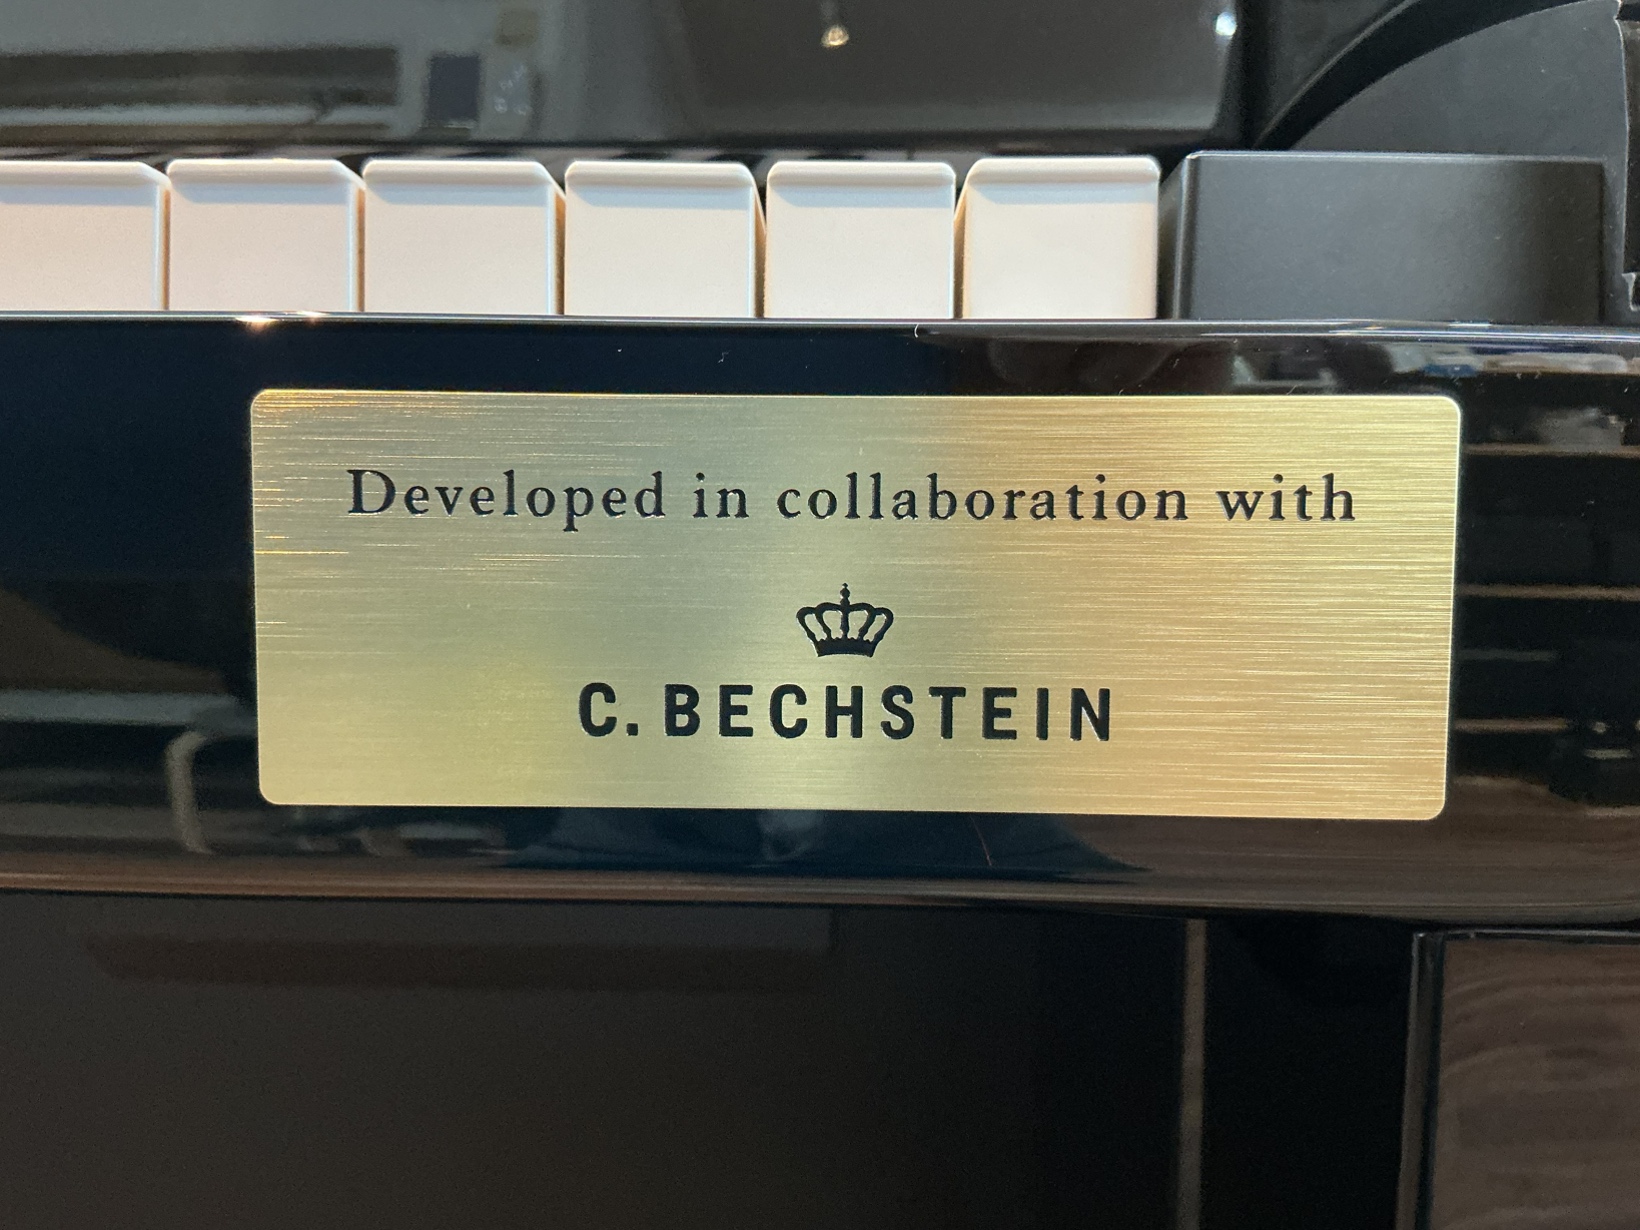 Developed in collaboration with
C. BECHSTEIN